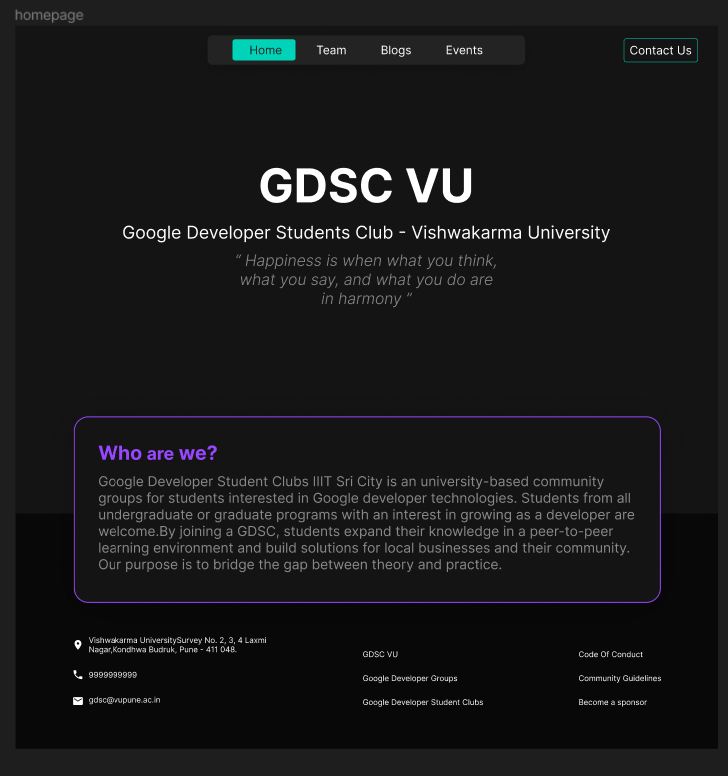 homepage
Home Team Blogs Events Contact Us
GDSC VU
Google Developer Students Club - Vishwakarma University
“ Happiness is when what you think,
what you say, and what you do are
in harmony ”
Who are we?
Google Developer Student Clubs IIIT Sri City is an university-based community
groups for students interested in Google developer technologies. Students from all
undergraduate or graduate programs with an interest in growing as a developer are
welcome.By joining a GDSC, students expand their knowledge in a peer-to-peer
learning environment and build solutions for local businesses and their community.
Our purpose is to bridge the gap between theory and practice.
Vishwakarma UniversitySurvey No. 2, 3, 4 Laxmi
Nagar,Kondhwa Budruk, Pune - 411 048.
9999999999
gdsc@vupune.ac.in
GDSC VU
Google Developer Groups
Google Developer Student Clubs
Code Of Conduct
Community Guidelines
Become a sponsor